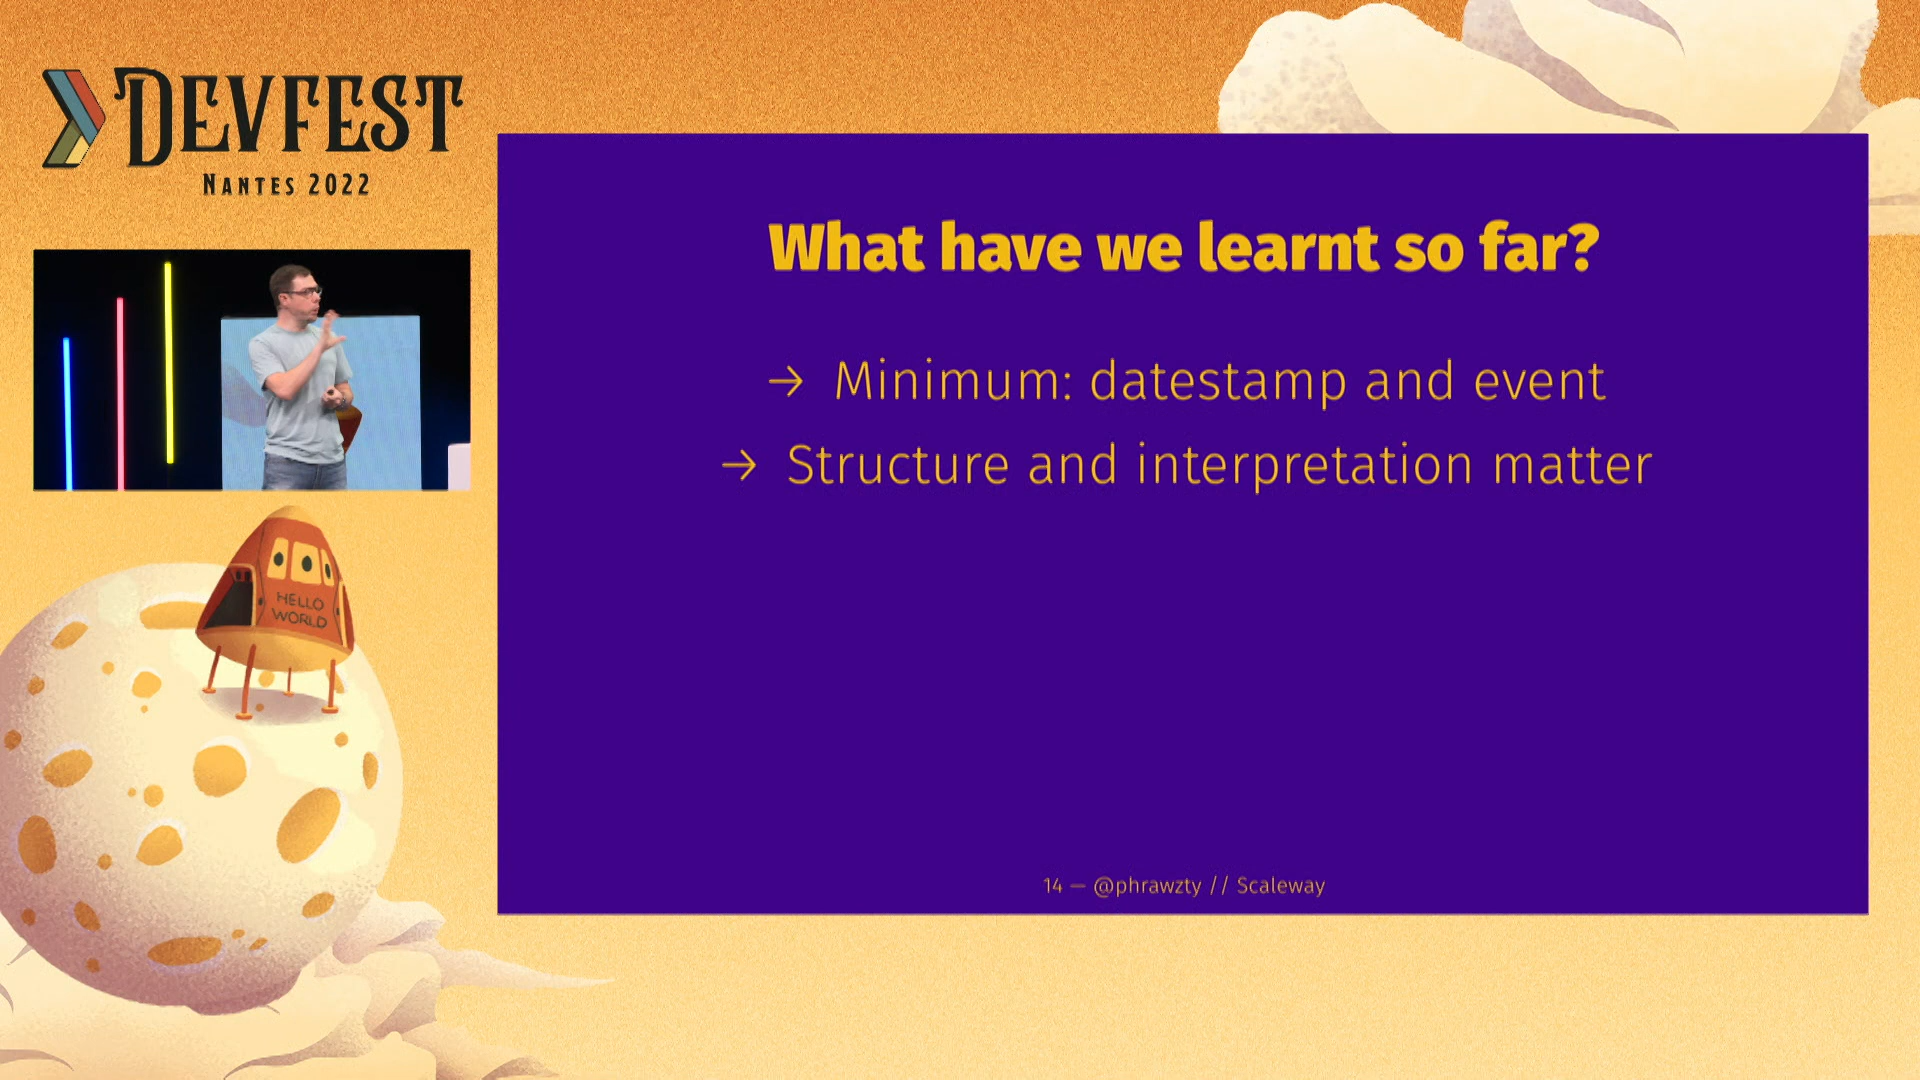 DEVFEST
NANTES 2022
What have we learnt so far?
→ Minimum: datestamp and event
→ Structure and interpretation matter
HELLO
WORLD
14 — @phrawzty // Scaleway